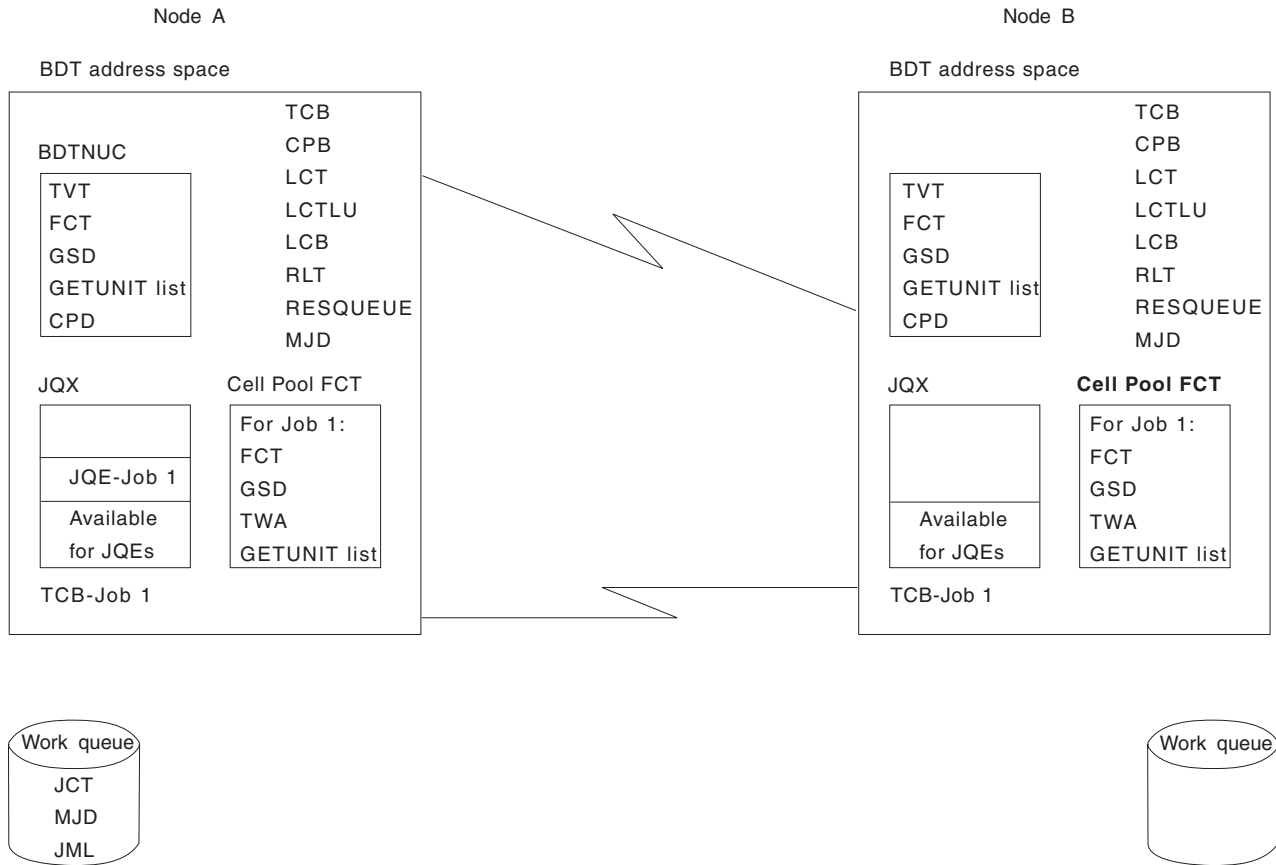 Node A
Node B
BDT address space
BDT address space
TCB
CPB
LCT
LCTLU
LCB
RLT
RESQUEUE
MJD
BDTNUC
TVT
FCT
GSD
GETUNIT list
CPD
JQX
JQE-Job 1
Available
for JQEs
Cell Pool FCT
For Job 1:
FCT
GSD
TWA
GETUNIT list
TCB-Job 1
TCB
CPB
LCT
LCTLU
LCB
RLT
RESQUEUE
MJD
TVT
FCT
GSD
GETUNIT list
CPD
JQX
Available
for JQEs
Cell Pool FCT
For Job 1:
FCT
GSD
TWA
GETUNIT list
TCB-Job 1
Work queue
JCT
MJD
JML
Work queue